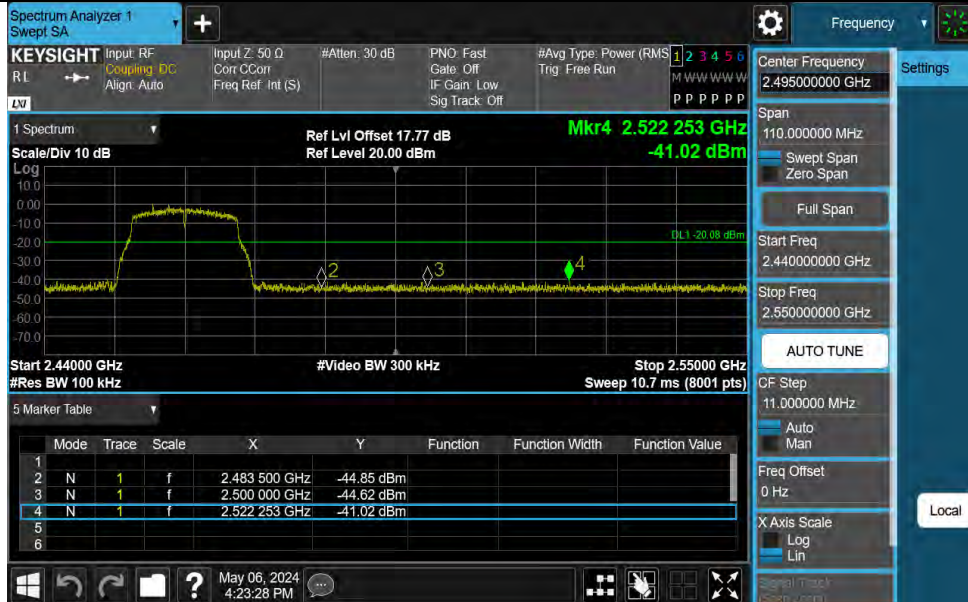 Spectrum Analyzer 1
Swept SA
Frequency
KEYSIGHT
RL
LXI
Input: RF
Coupling: DC
Align: Auto
Input Z: 50 Ω
Corr CCorr
Freq Ref: Int (S)
#Atten: 30 dB
PNO: Fast
Gate: Off
IF Gain: Low
Sig Track: Off
#Avg Type: Power (RMS
Trig: Free Run
1 2 3 4 5 6
M W W W W W
P P P P P P
1 Spectrum
Scale/Div 10 dB
Ref Lvl Offset 17.77 dB
Ref Level 20.00 dBm
Mkr4 2.522 253 GHz
-41.02 dBm
Log
10.0
0.00
-10.0
-20.0
-30.0
-40.0
-50.0
-60.0
-70.0
DL1 -20.08 dBm
2
3
4
Start 2.44000 GHz
#Video BW 300 kHz
Stop 2.55000 GHz
#Res BW 100 kHz
Sweep 10.7 ms (8001 pts)
5 Marker Table
Mode Trace Scale X Y Function Function Width Function Value
1
2 N 1 f 2.483 500 GHz -44.85 dBm
3 N 1 f 2.500 000 GHz -44.62 dBm
4 N 1 f 2.522 253 GHz -41.02 dBm
5
6
?
May 06, 2024
4:23:28 PM
Center Frequency
2.495000000 GHz
Span
110.000000 MHz
Swept Span
Zero Span
Full Span
Start Freq
2.440000000 GHz
Stop Freq
2.550000000 GHz
AUTO TUNE
CF Step
11.000000 MHz
Auto
Man
Freq Offset
0 Hz
X Axis Scale
Log
Lin
Signal Track
(Span Zoom)
Settings
Local